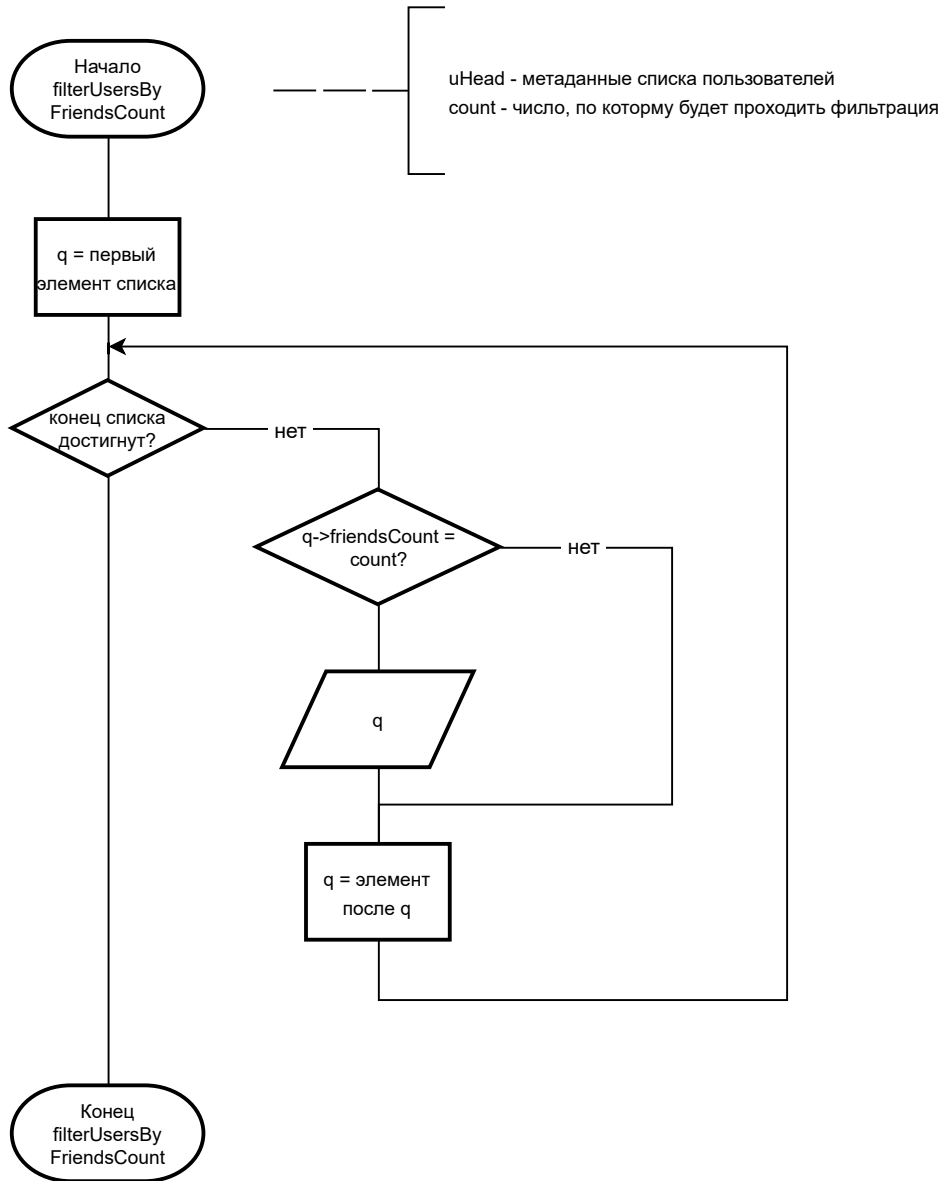 Начало
filterUsersBy
FriendsCount
uHead - метаданные списка пользователей
count - число, по которму будет проходить фильтрация
q = первый
элемент списка
конец списка
достигнут?
нет
q->friendsCount =
count?
нет
q
q = элемент
после q
Конец
filterUsersBy
FriendsCount